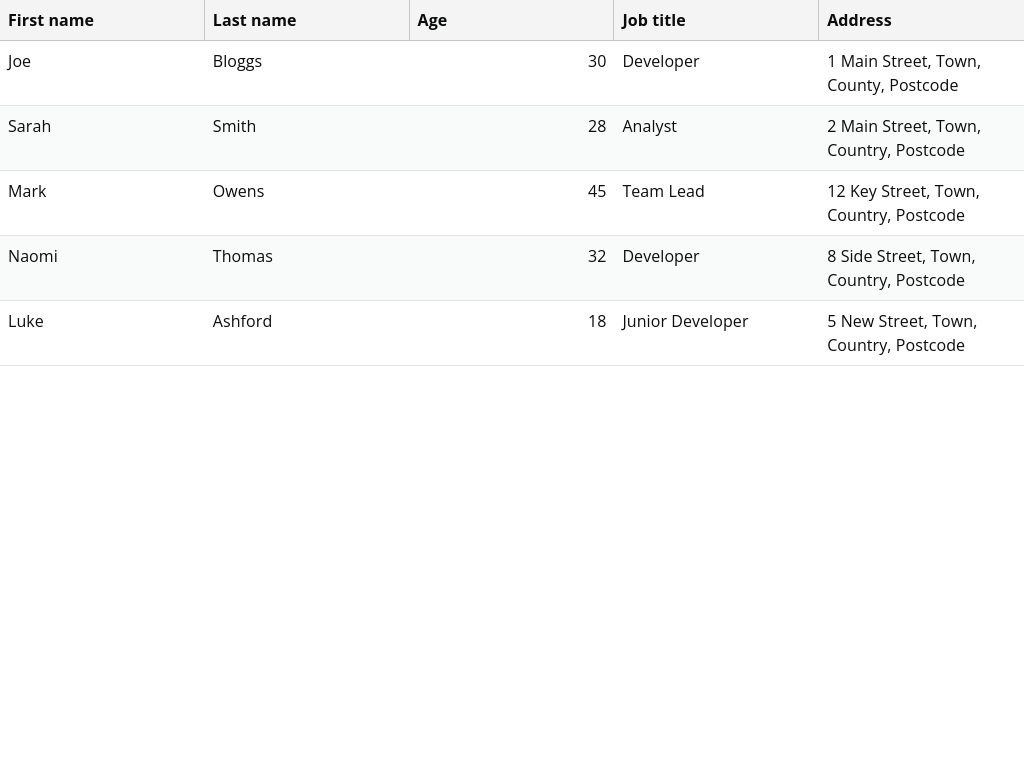 First name Last name Age Job title Address
Joe Bloggs 30 Developer 1 Main Street, Town,
County, Postcode
Sarah Smith 28 Analyst 2 Main Street, Town,
Country, Postcode
Mark Owens 45 Team Lead 12 Key Street, Town,
Country, Postcode
Naomi Thomas 32 Developer 8 Side Street, Town,
Country, Postcode
Luke Ashford 18 Junior Developer 5 New Street, Town,
Country, Postcode